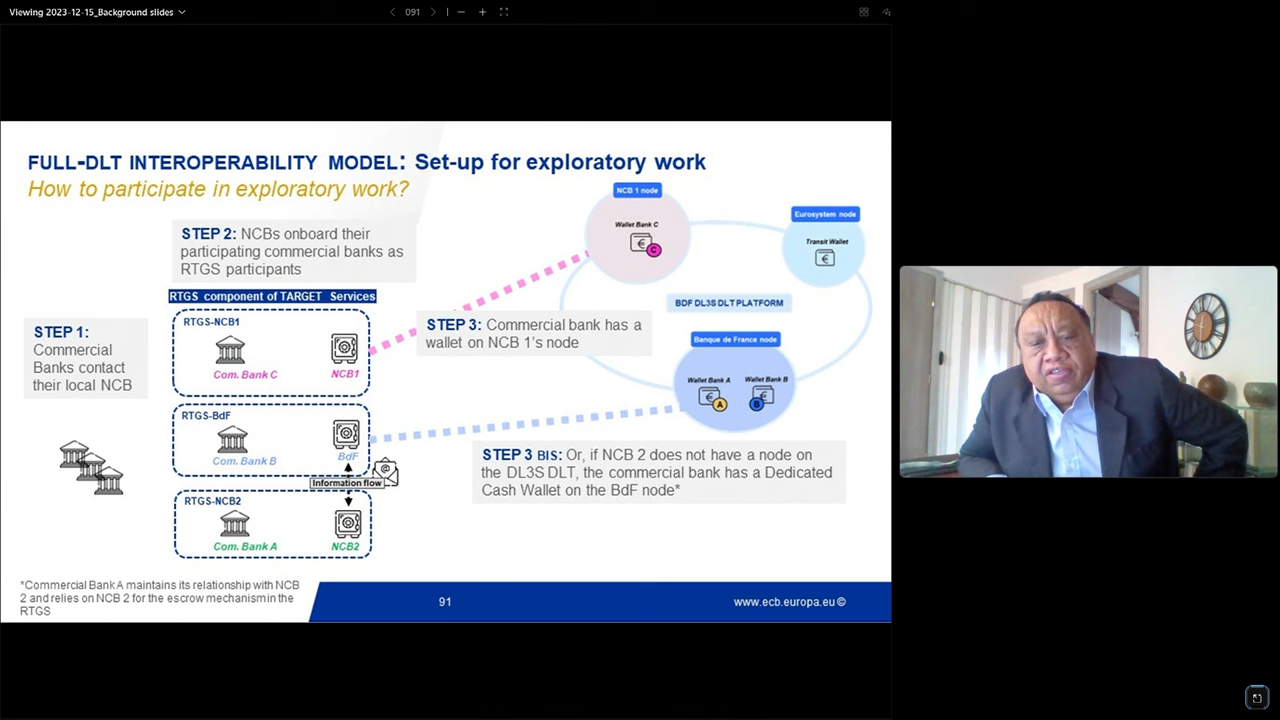 Viewing 2023-12-15_Background slides
091
FULL-DLT INTEROPERABILITY MODEL: Set-up for exploratory work
How to participate in exploratory work?
STEP 1:
Commercial
Banks contact
their local NCB
STEP 2: NCBs onboard their
participating commercial banks as
RTGS participants
RTGS component of TARGET Services
RTGS-NCB1
Com. Bank C
NCB1
RTGS-BdF
Com. Bank B
BdF
Information flow
RTGS-NCB2
Com. Bank A
NCB2
STEP 3: Commercial bank has a
wallet on NCB 1's node
NCB 1 node
Wallet Bank C
€
C
Eurosystem node
Transit Wallet
€
BDF DL3S DLT PLATFORM
Banque de France node
Wallet Bank A
Wallet Bank B
€
A
€
B
STEP 3 BIS: Or, if NCB 2 does not have a node on
the DL3S DLT, the commercial bank has a Dedicated
Cash Wallet on the BdF node*
*Commercial Bank A maintains its relationship with NCB
2 and relies on NCB 2 for the escrow mechanism in the
RTGS
91
www.ecb.europa.eu ©